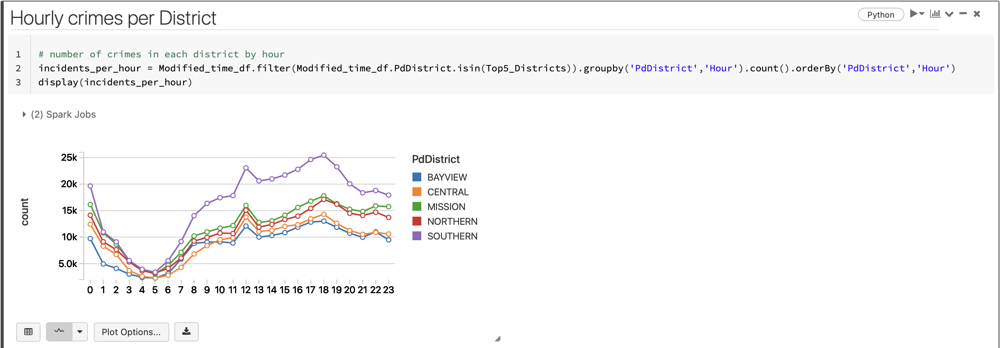 Hourly crimes per District
Python
1 # number of crimes in each district by hour
2 incidents_per_hour = Modified_time_df.filter(Modified_time_df.PdDistrict.isin(Top5_Districts)).groupby('PdDistrict','Hour').count().orderBy('PdDistrict','Hour')
3 display(incidents_per_hour)
(2) Spark Jobs
25k
20k
15k
10k
5.0k
count
0 1 2 3 4 5 6 7 8 9 10 11 12 13 14 15 16 17 18 19 20 21 22 23
PdDistrict
BAYVIEW
CENTRAL
MISSION
NORTHERN
SOUTHERN
Plot Options...